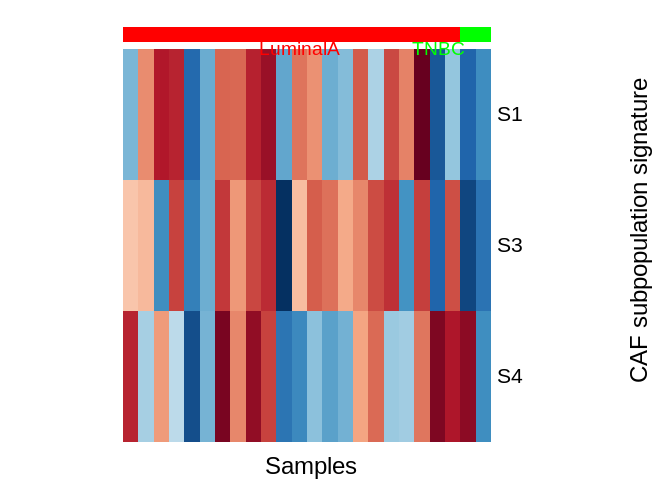 LuminalA
TNBC
S1
S3
S4
Samples
CAF subpopulation signature